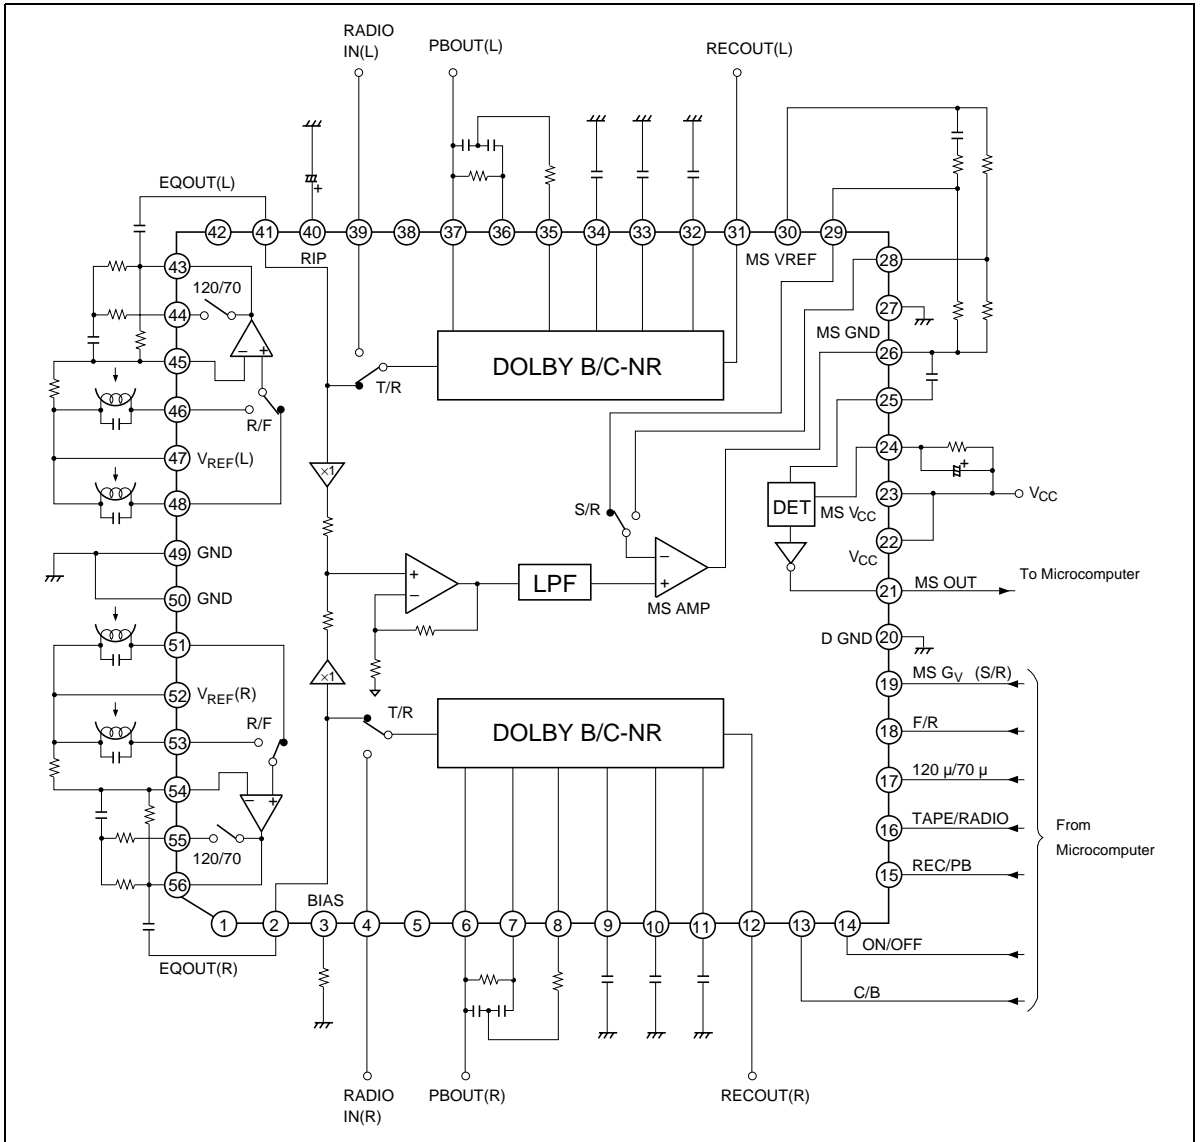 RADIO
IN(L)
PBOUT(L)
RECOUT(L)
EQOUT(L)
42
41
40
39
38
37
36
35
34
33
32
31
30
29
RIP
MS VREF
43
28
120/70
44
27
MS GND
45
26
DOLBY B/C-NR
T/R
25
46
R/F
24
47
VREF(L)
×1
48
S/R
DET
MS VCC
23
VCC
22
VCC
49
GND
LPF
MS AMP
50
GND
21
MS OUT
To Microcomputer
51
D GND
20
×1
52
VREF(R)
19
MS GV (S/R)
R/F
T/R
DOLBY B/C-NR
53
18
F/R
54
17
120 µ/70 µ
55
120/70
16
TAPE/RADIO
From
Microcomputer
56
15
REC/PB
BIAS
1
2
3
4
5
6
7
8
9
10
11
12
13
14
ON/OFF
EQOUT(R)
C/B
RADIO
IN(R)
PBOUT(R)
RECOUT(R)